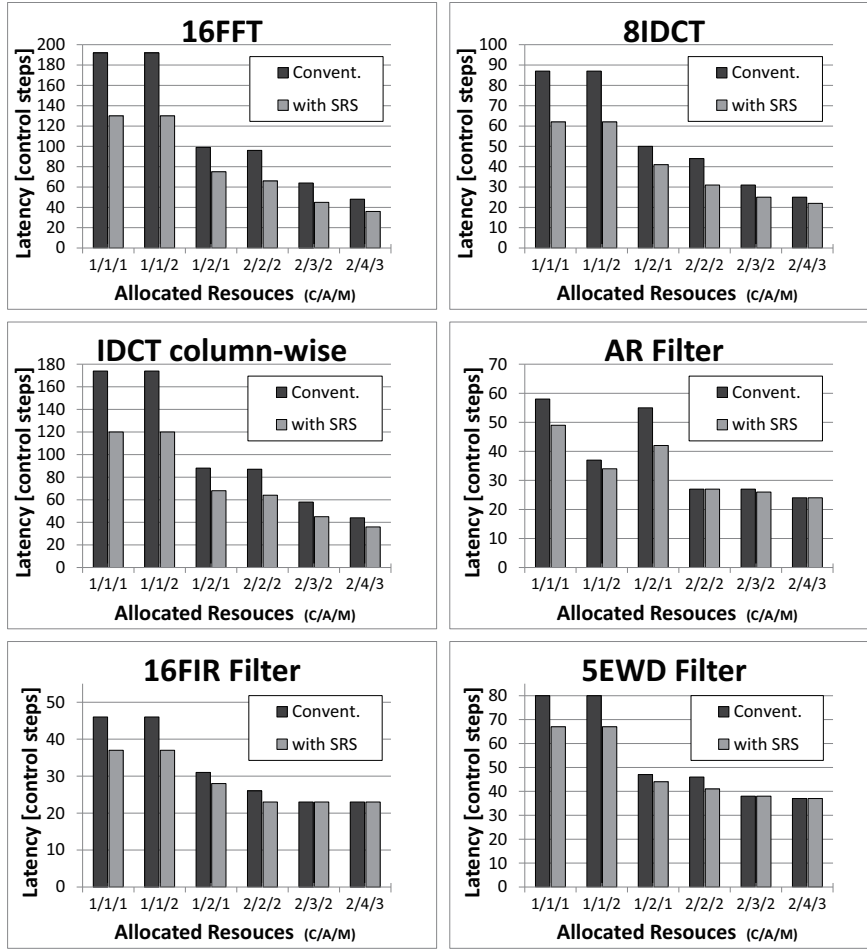 16FFT
Latency [control steps]
200
180
160
140
120
100
80
60
40
20
0
Convent.
with SRS
1/1/1 1/1/2 1/2/1 2/2/2 2/3/2 2/4/3
Allocated Resouces (C/A/M)
8IDCT
Latency [control steps]
100
90
80
70
60
50
40
30
20
10
0
Convent.
with SRS
1/1/1 1/1/2 1/2/1 2/2/2 2/3/2 2/4/3
Allocated Resouces (C/A/M)
IDCT column-wise
Latency [control steps]
180
160
140
120
100
80
60
40
20
0
Convent.
with SRS
1/1/1 1/1/2 1/2/1 2/2/2 2/3/2 2/4/3
Allocated Resouces (C/A/M)
AR Filter
Latency [control steps]
70
60
50
40
30
20
10
0
Convent.
with SRS
1/1/1 1/1/2 1/2/1 2/2/2 2/3/2 2/4/3
Allocated Resouces (C/A/M)
16FIR Filter
Latency [control steps]
50
40
30
20
10
0
Convent.
with SRS
1/1/1 1/1/2 1/2/1 2/2/2 2/3/2 2/4/3
Allocated Resouces (C/A/M)
5EWD Filter
Latency [control steps]
80
70
60
50
40
30
20
10
0
Convent.
with SRS
1/1/1 1/1/2 1/2/1 2/2/2 2/3/2 2/4/3
Allocated Resouces (C/A/M)